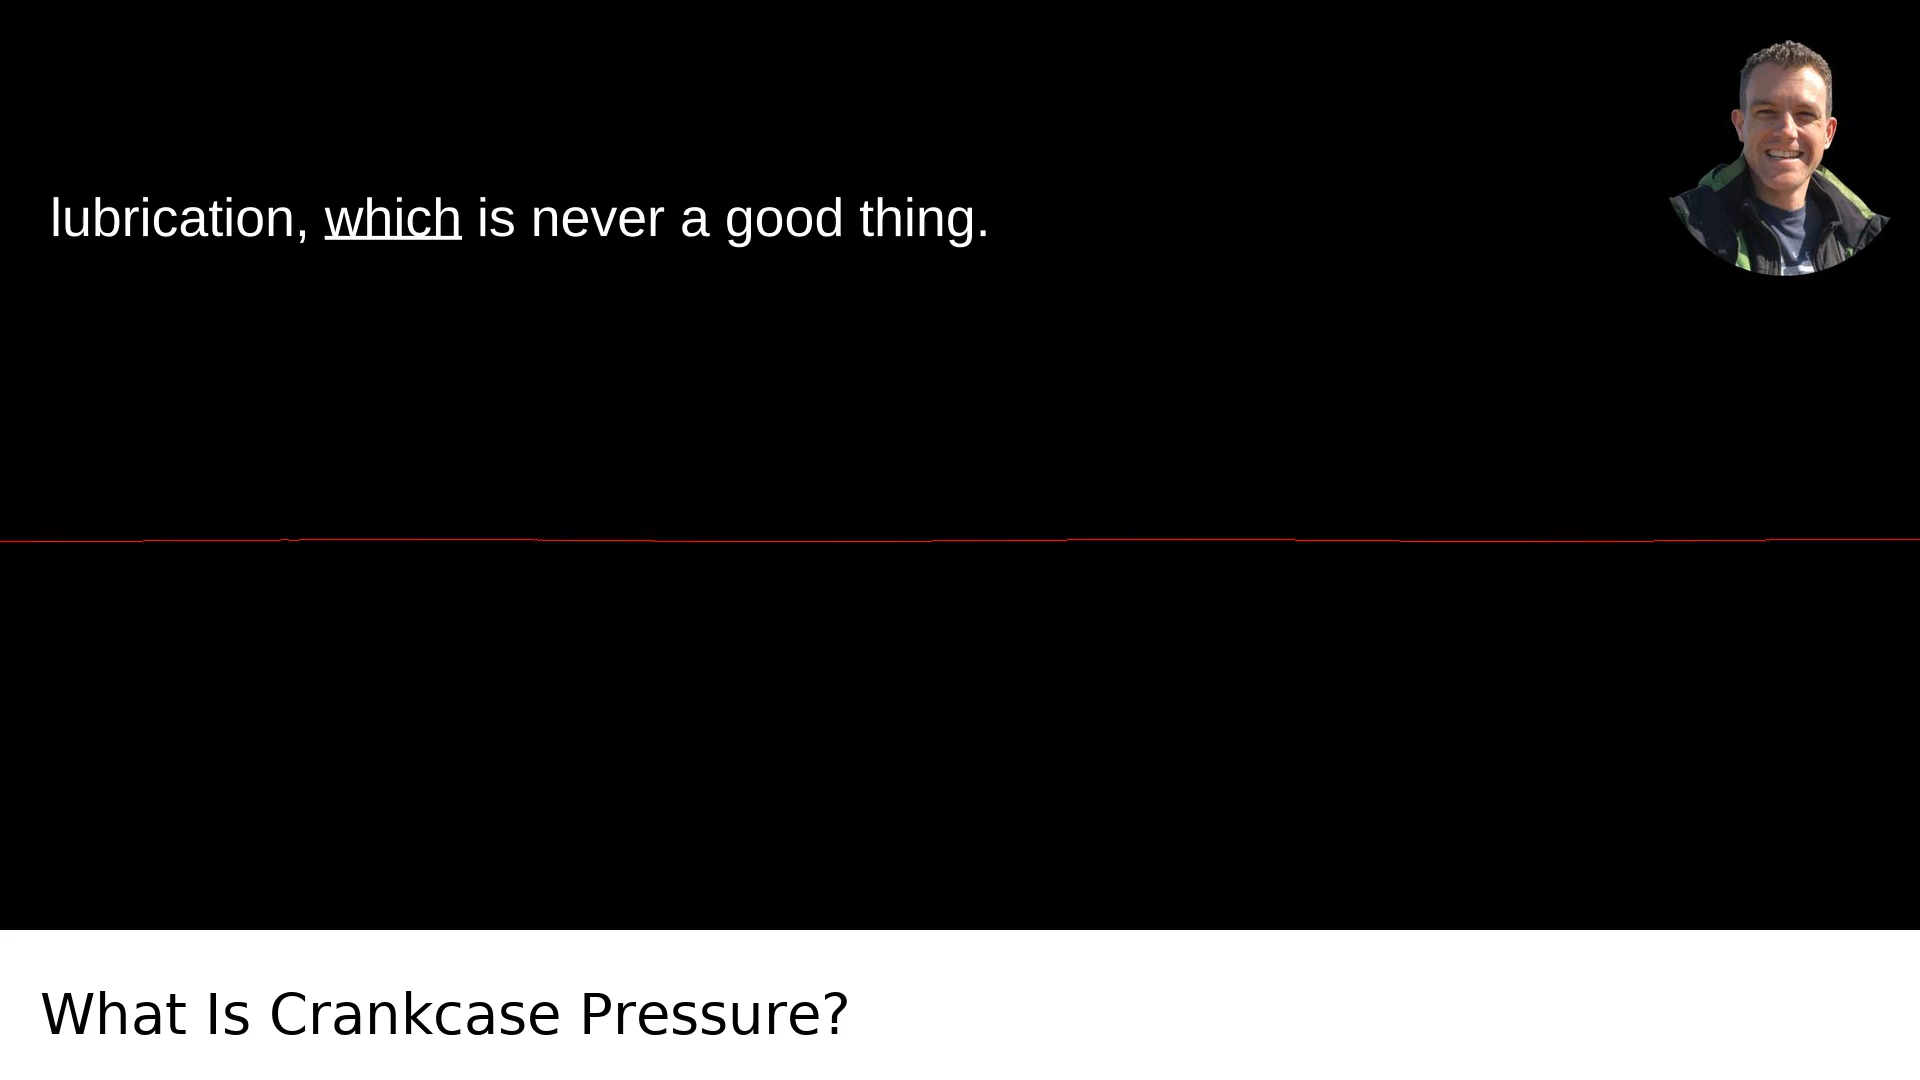 lubrication, which is never a good thing.
What Is Crankcase Pressure?